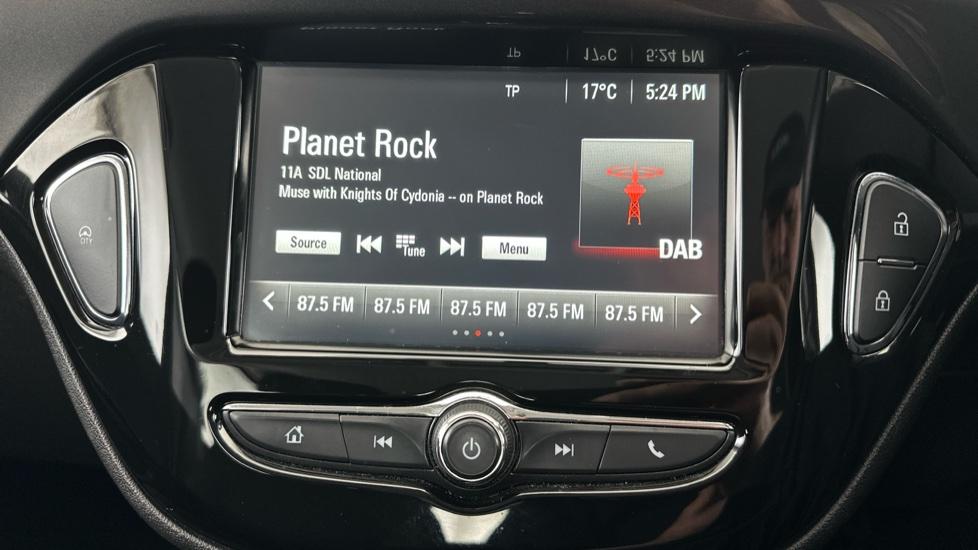 TP 17°C 5:24 PM
Planet Rock
11A SDL National
Muse with Knights Of Cydonia -- on Planet Rock
DAB
Source Tune Menu
87.5 FM 87.5 FM 87.5 FM 87.5 FM 87.5 FM
CITY